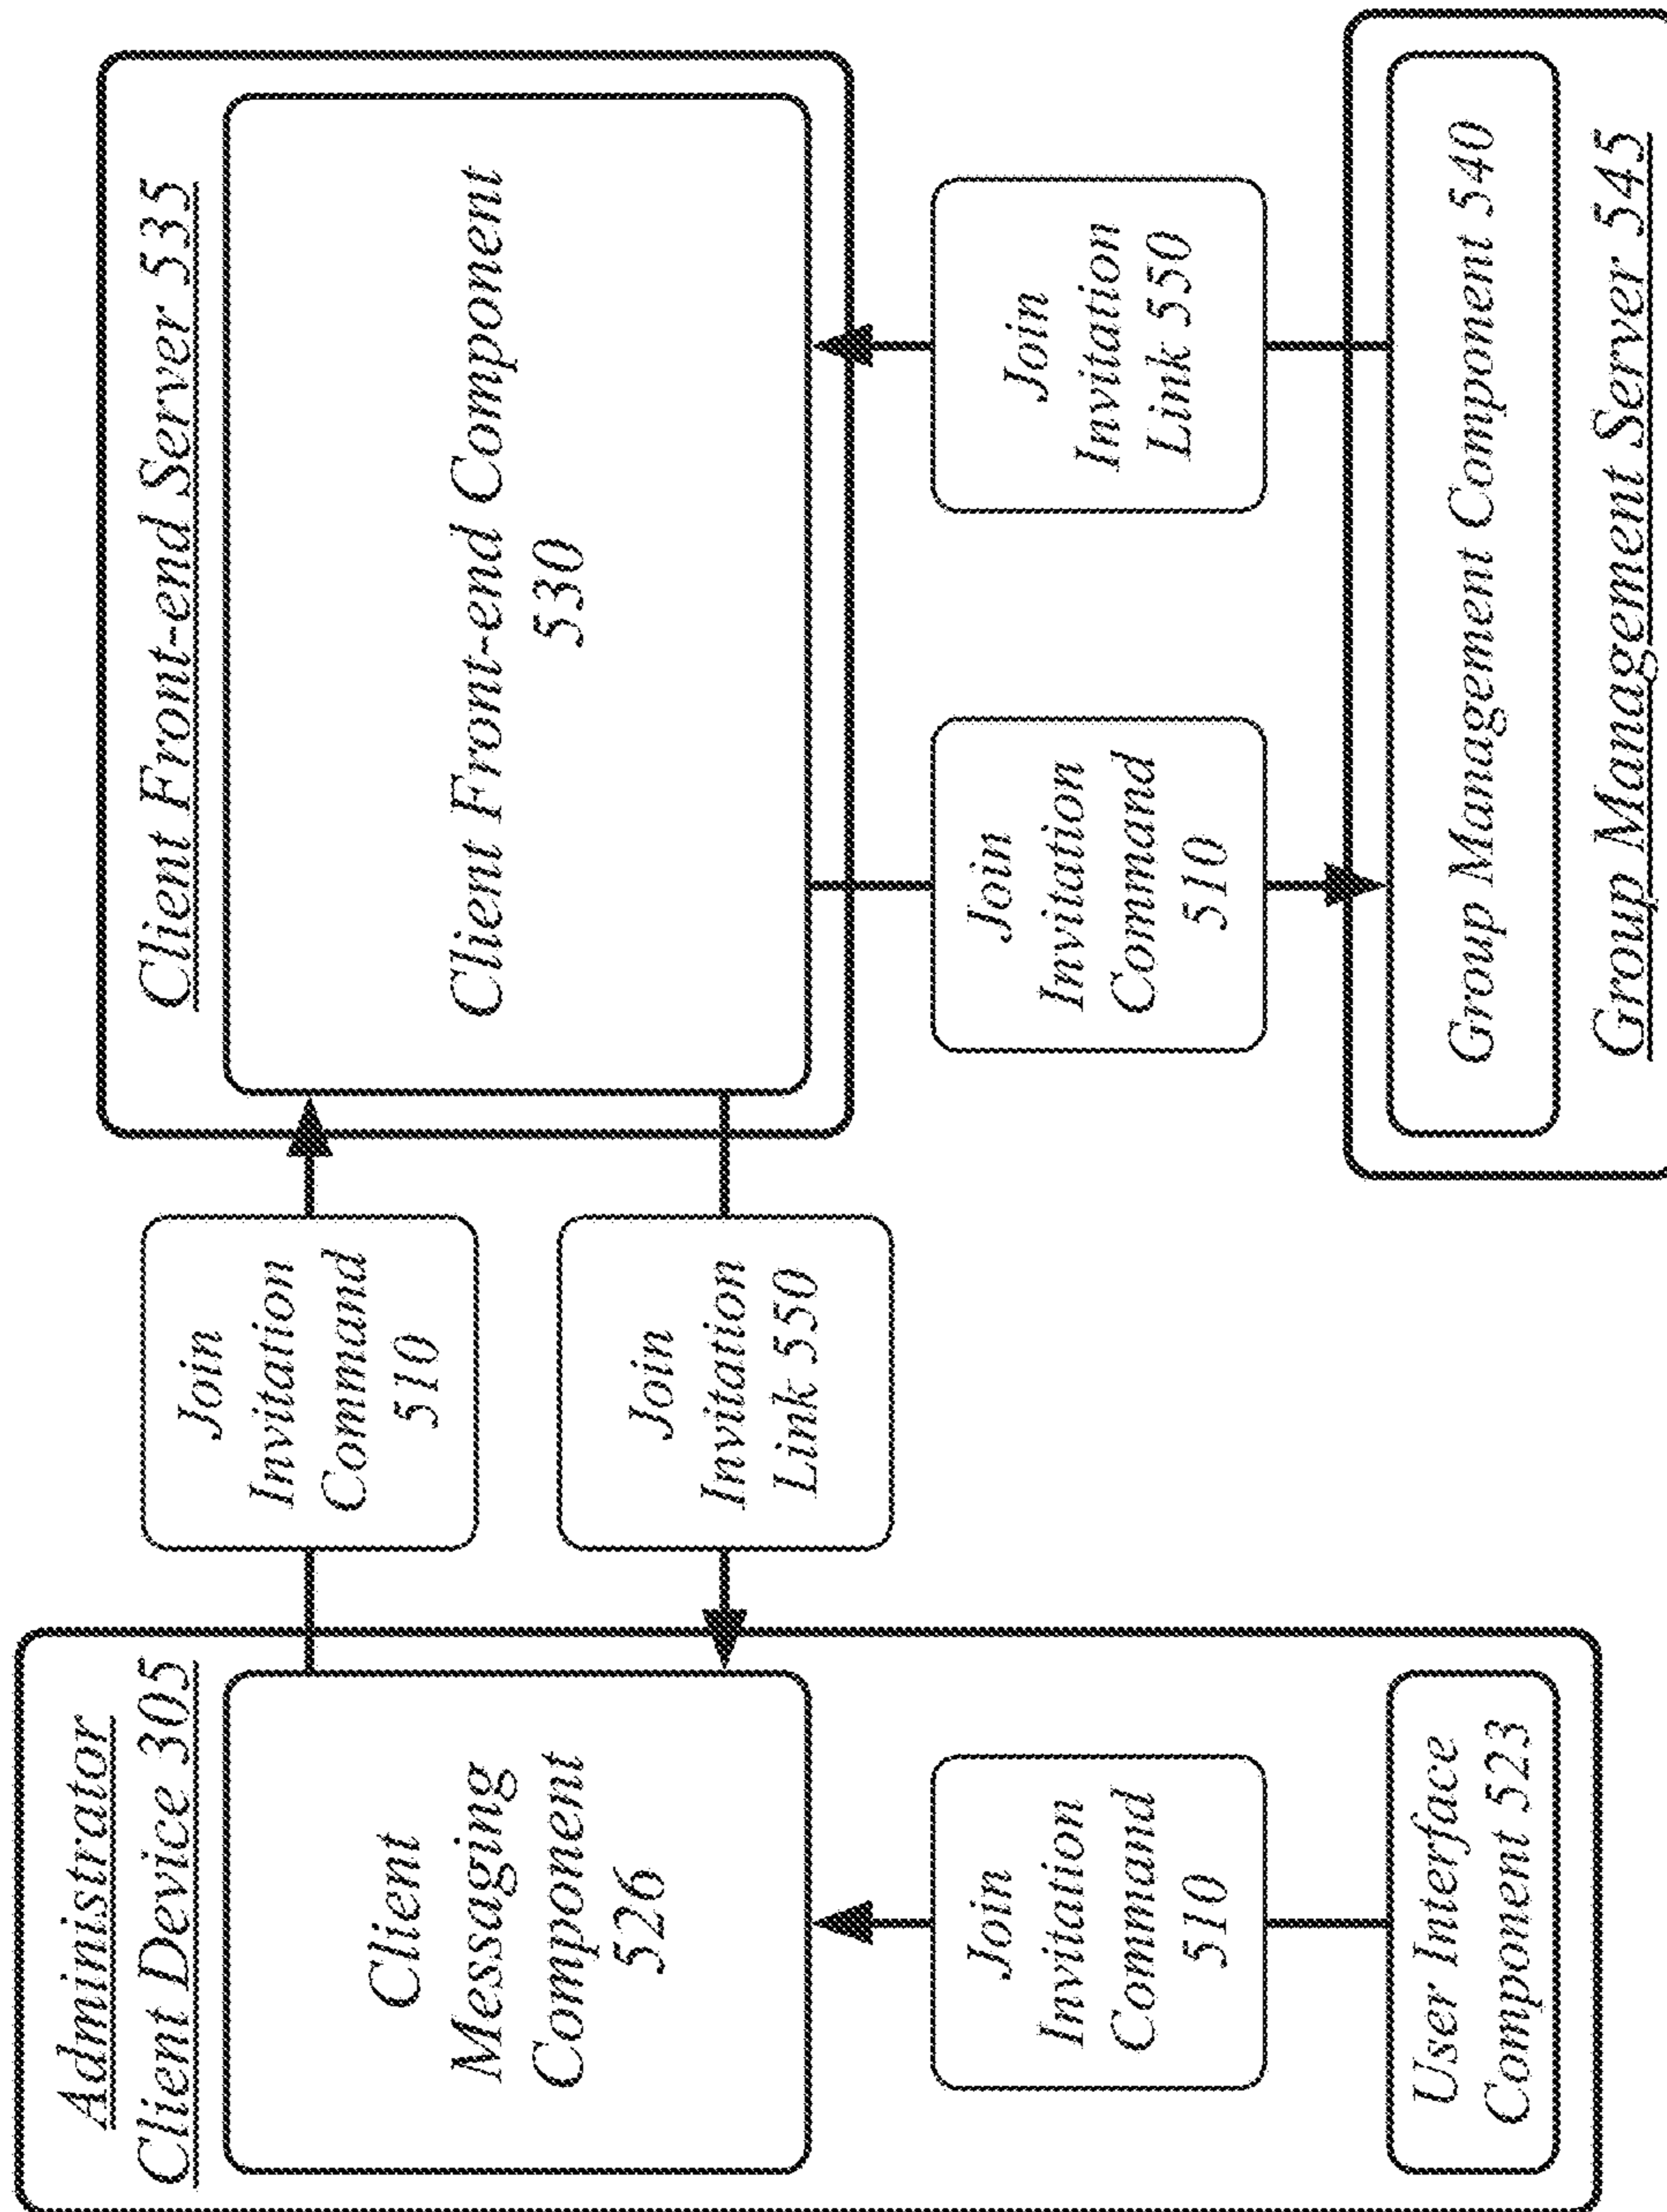 Administrator
Client Device 305
Client
Messaging
Component
526
Join
Invitation
Command
510
User Interface
Component 523
Join
Invitation
Command
510
Join
Invitation
Link 550
Client Front-end Server 535
Client Front-end Component
530
Join
Invitation
Command
510
Join
Invitation
Link 550
Group Management Component 540
Group Management Server 545